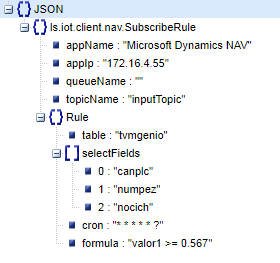 JSON
ls.iot.client.nav.SubscribeRule
appName : "Microsoft Dynamics NAV"
appIp : "172.16.4.55"
queueName : ""
topicName : "inputTopic"
Rule
table : "tvmgenio"
selectFields
0 : "canplc"
1 : "numpez"
2 : "nocich"
cron : "* * * * * ?"
formula : "valor1 >= 0.567"